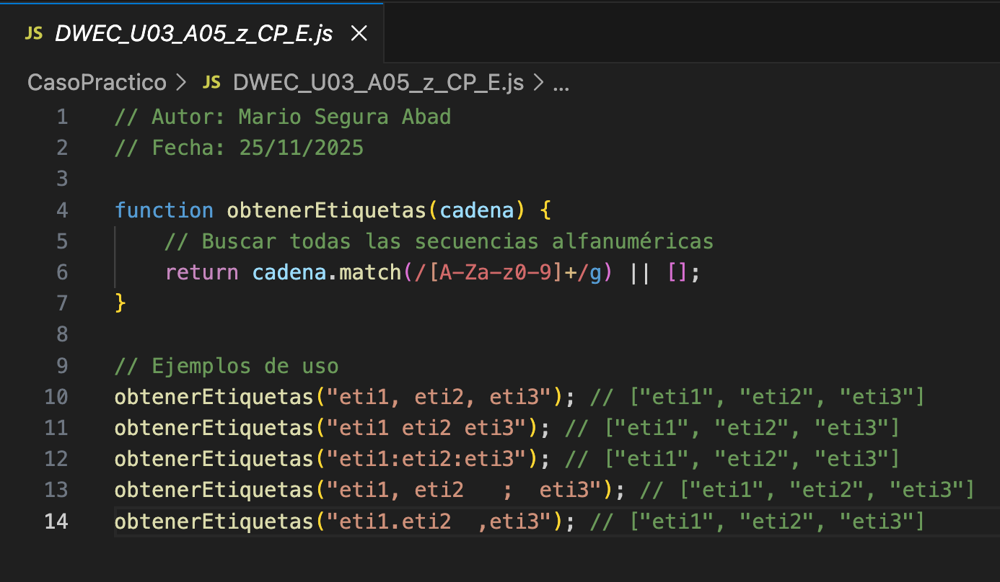 JS DWEC_U03_A05_z_CP_E.js ×
CasoPractico > JS DWEC_U03_A05_z_CP_E.js > ...
1 // Autor: Mario Segura Abad
2 // Fecha: 25/11/2025
3
4 function obtenerEtiquetas(cadena) {
5     // Buscar todas las secuencias alfanuméricas
6     return cadena.match(/[A-Za-z0-9]+/g) || [];
7 }
8
9 // Ejemplos de uso
10 obtenerEtiquetas("eti1, eti2, eti3"); // ["eti1", "eti2", "eti3"]
11 obtenerEtiquetas("eti1 eti2 eti3"); // ["eti1", "eti2", "eti3"]
12 obtenerEtiquetas("eti1:eti2:eti3"); // ["eti1", "eti2", "eti3"]
13 obtenerEtiquetas("eti1, eti2   ;  eti3"); // ["eti1", "eti2", "eti3"]
14 obtenerEtiquetas("eti1.eti2  ,eti3"); // ["eti1", "eti2", "eti3"]